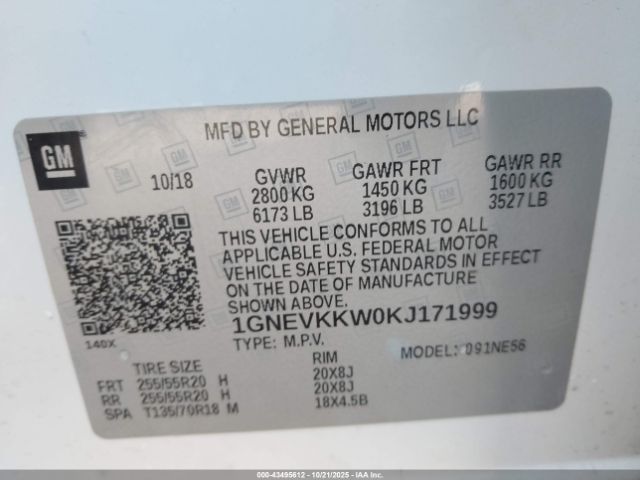 GM
MFD BY GENERAL MOTORS LLC
10/18
GVWR GAWR FRT GAWR RR
2800 KG 1450 KG 1600 KG
6173 LB 3196 LB 3527 LB
THIS VEHICLE CONFORMS TO ALL
APPLICABLE U.S. FEDERAL MOTOR
VEHICLE SAFETY STANDARDS IN EFFECT
ON THE DATE OF MANUFACTURE
SHOWN ABOVE.
1GNEVKKW0KJ171999
140X
TYPE: M.P.V. MODEL: 091NE56
TIRE SIZE RIM
FRT 255/55R20 H 20X8J
RR 255/55R20 H 20X8J
SPA T135/70R18 M 18X4.5B
000-43495612 - 10/21/2025 - IAAI.com